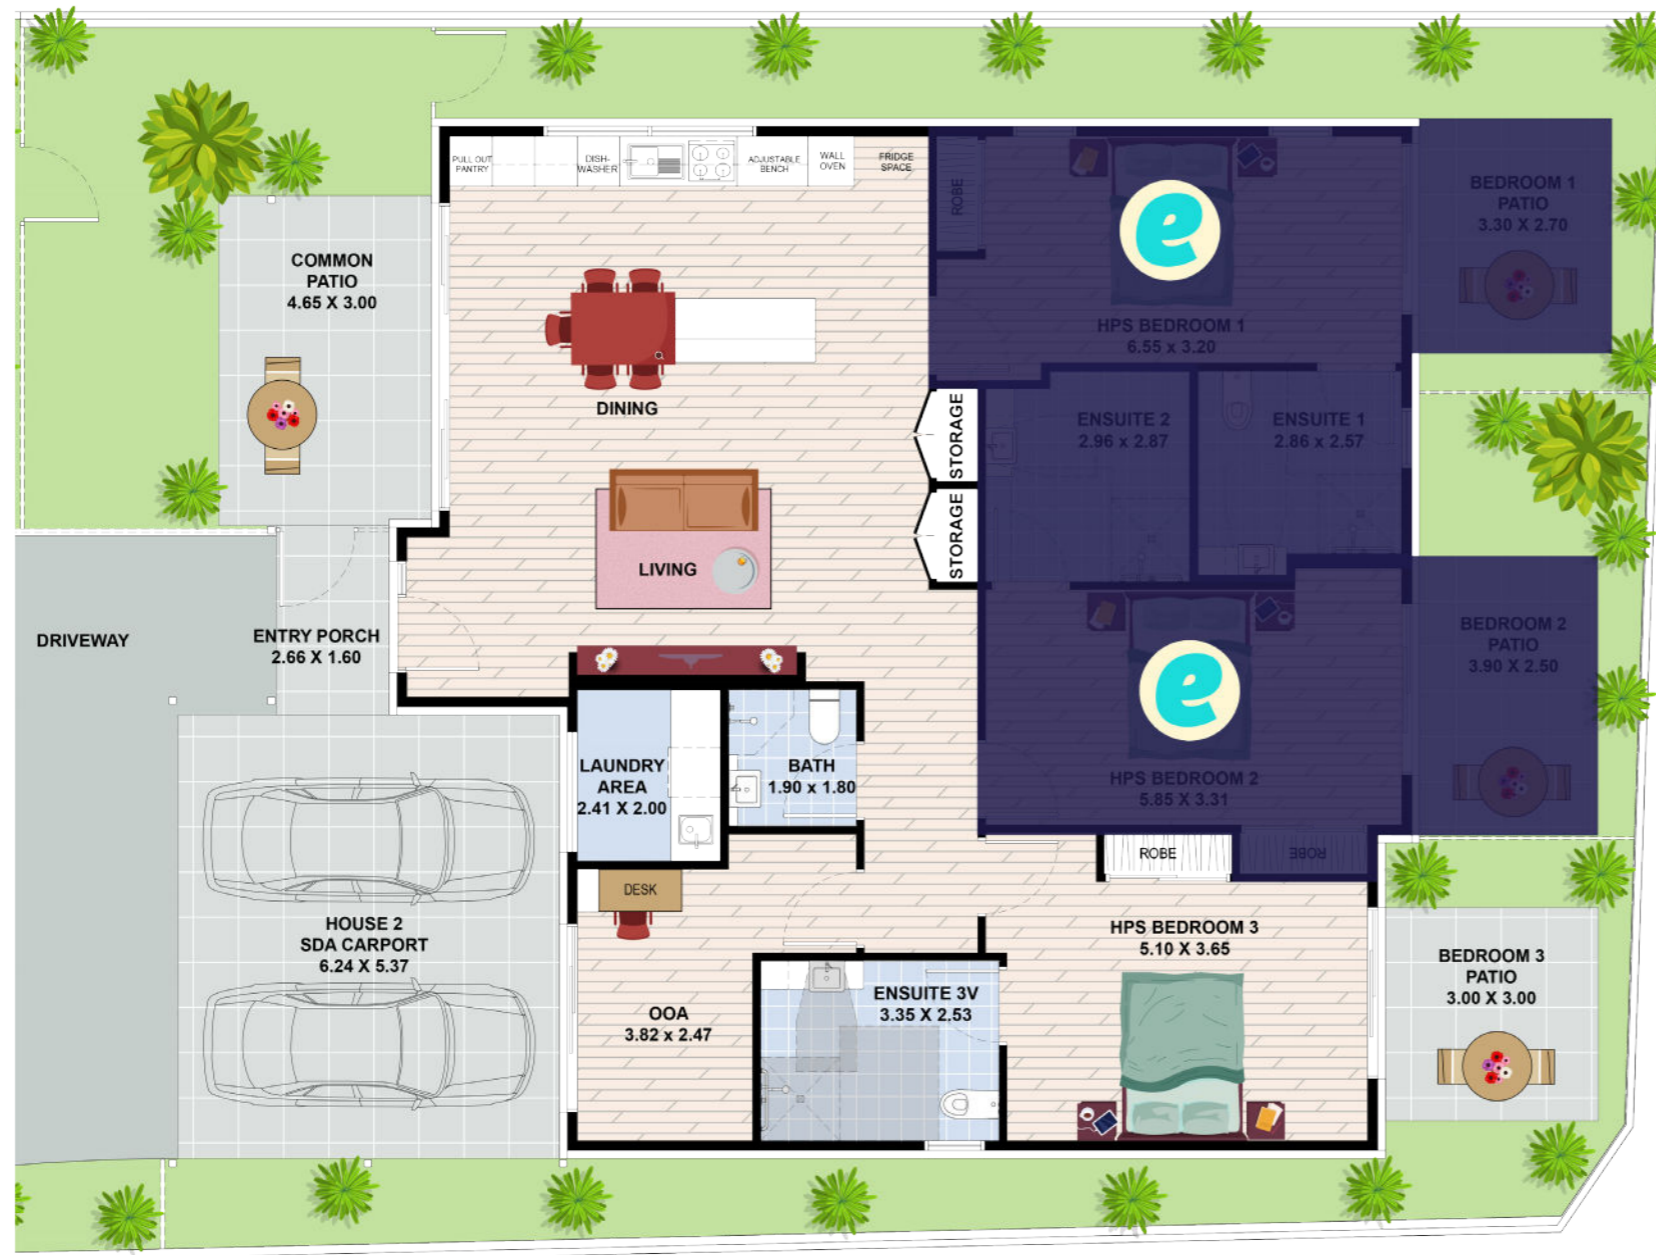 PULL OUT
PANTRY
DISH-
WASHER
ADJUSTABLE
BENCH
WALL
OVEN
FRIDGE
SPACE
ROBE
BEDROOM 1
PATIO
3.30 X 2.70
COMMON
PATIO
4.65 X 3.00
e
HPS BEDROOM 1
6.55 x 3.20
DINING
STORAGE
ENSUITE 2
2.96 x 2.87
ENSUITE 1
2.86 x 2.57
STORAGE
LIVING
DRIVEWAY
ENTRY PORCH
2.66 X 1.60
BEDROOM 2
PATIO
3.90 X 2.50
e
HPS BEDROOM 2
5.85 X 3.31
LAUNDRY
AREA
2.41 X 2.00
BATH
1.90 x 1.80
ROBE
ROBE
DESK
HOUSE 2
SDA CARPORT
6.24 X 5.37
HPS BEDROOM 3
5.10 X 3.65
BEDROOM 3
PATIO
3.00 X 3.00
OOA
3.82 x 2.47
ENSUITE 3V
3.35 X 2.53